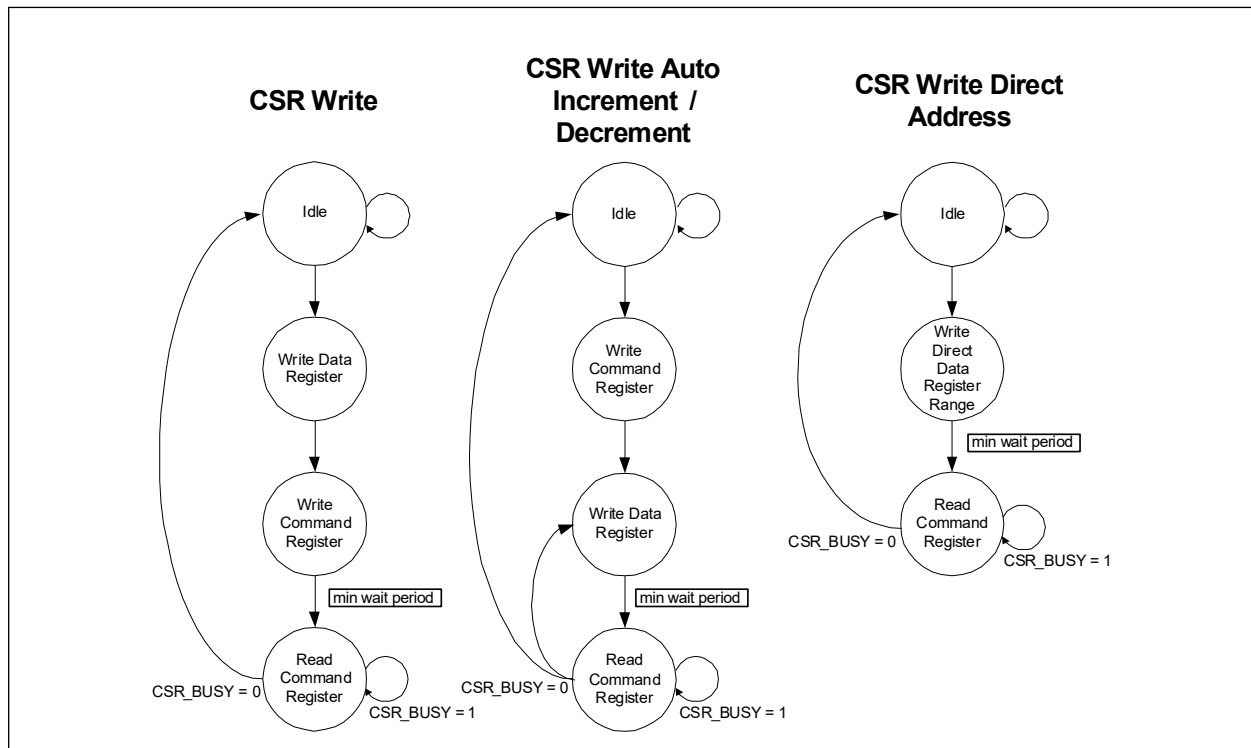 CSR Write
Idle
Write Data
Register
Write
Command
Register
min wait period
Read
Command
Register
CSR_BUSY = 0
CSR_BUSY = 1
CSR Write Auto
Increment /
Decrement
Idle
Write
Command
Register
Write Data
Register
min wait period
Read
Command
Register
CSR_BUSY = 0
CSR_BUSY = 1
CSR Write Direct
Address
Idle
Write
Direct
Data
Register
Range
min wait period
Read
Command
Register
CSR_BUSY = 0
CSR_BUSY = 1